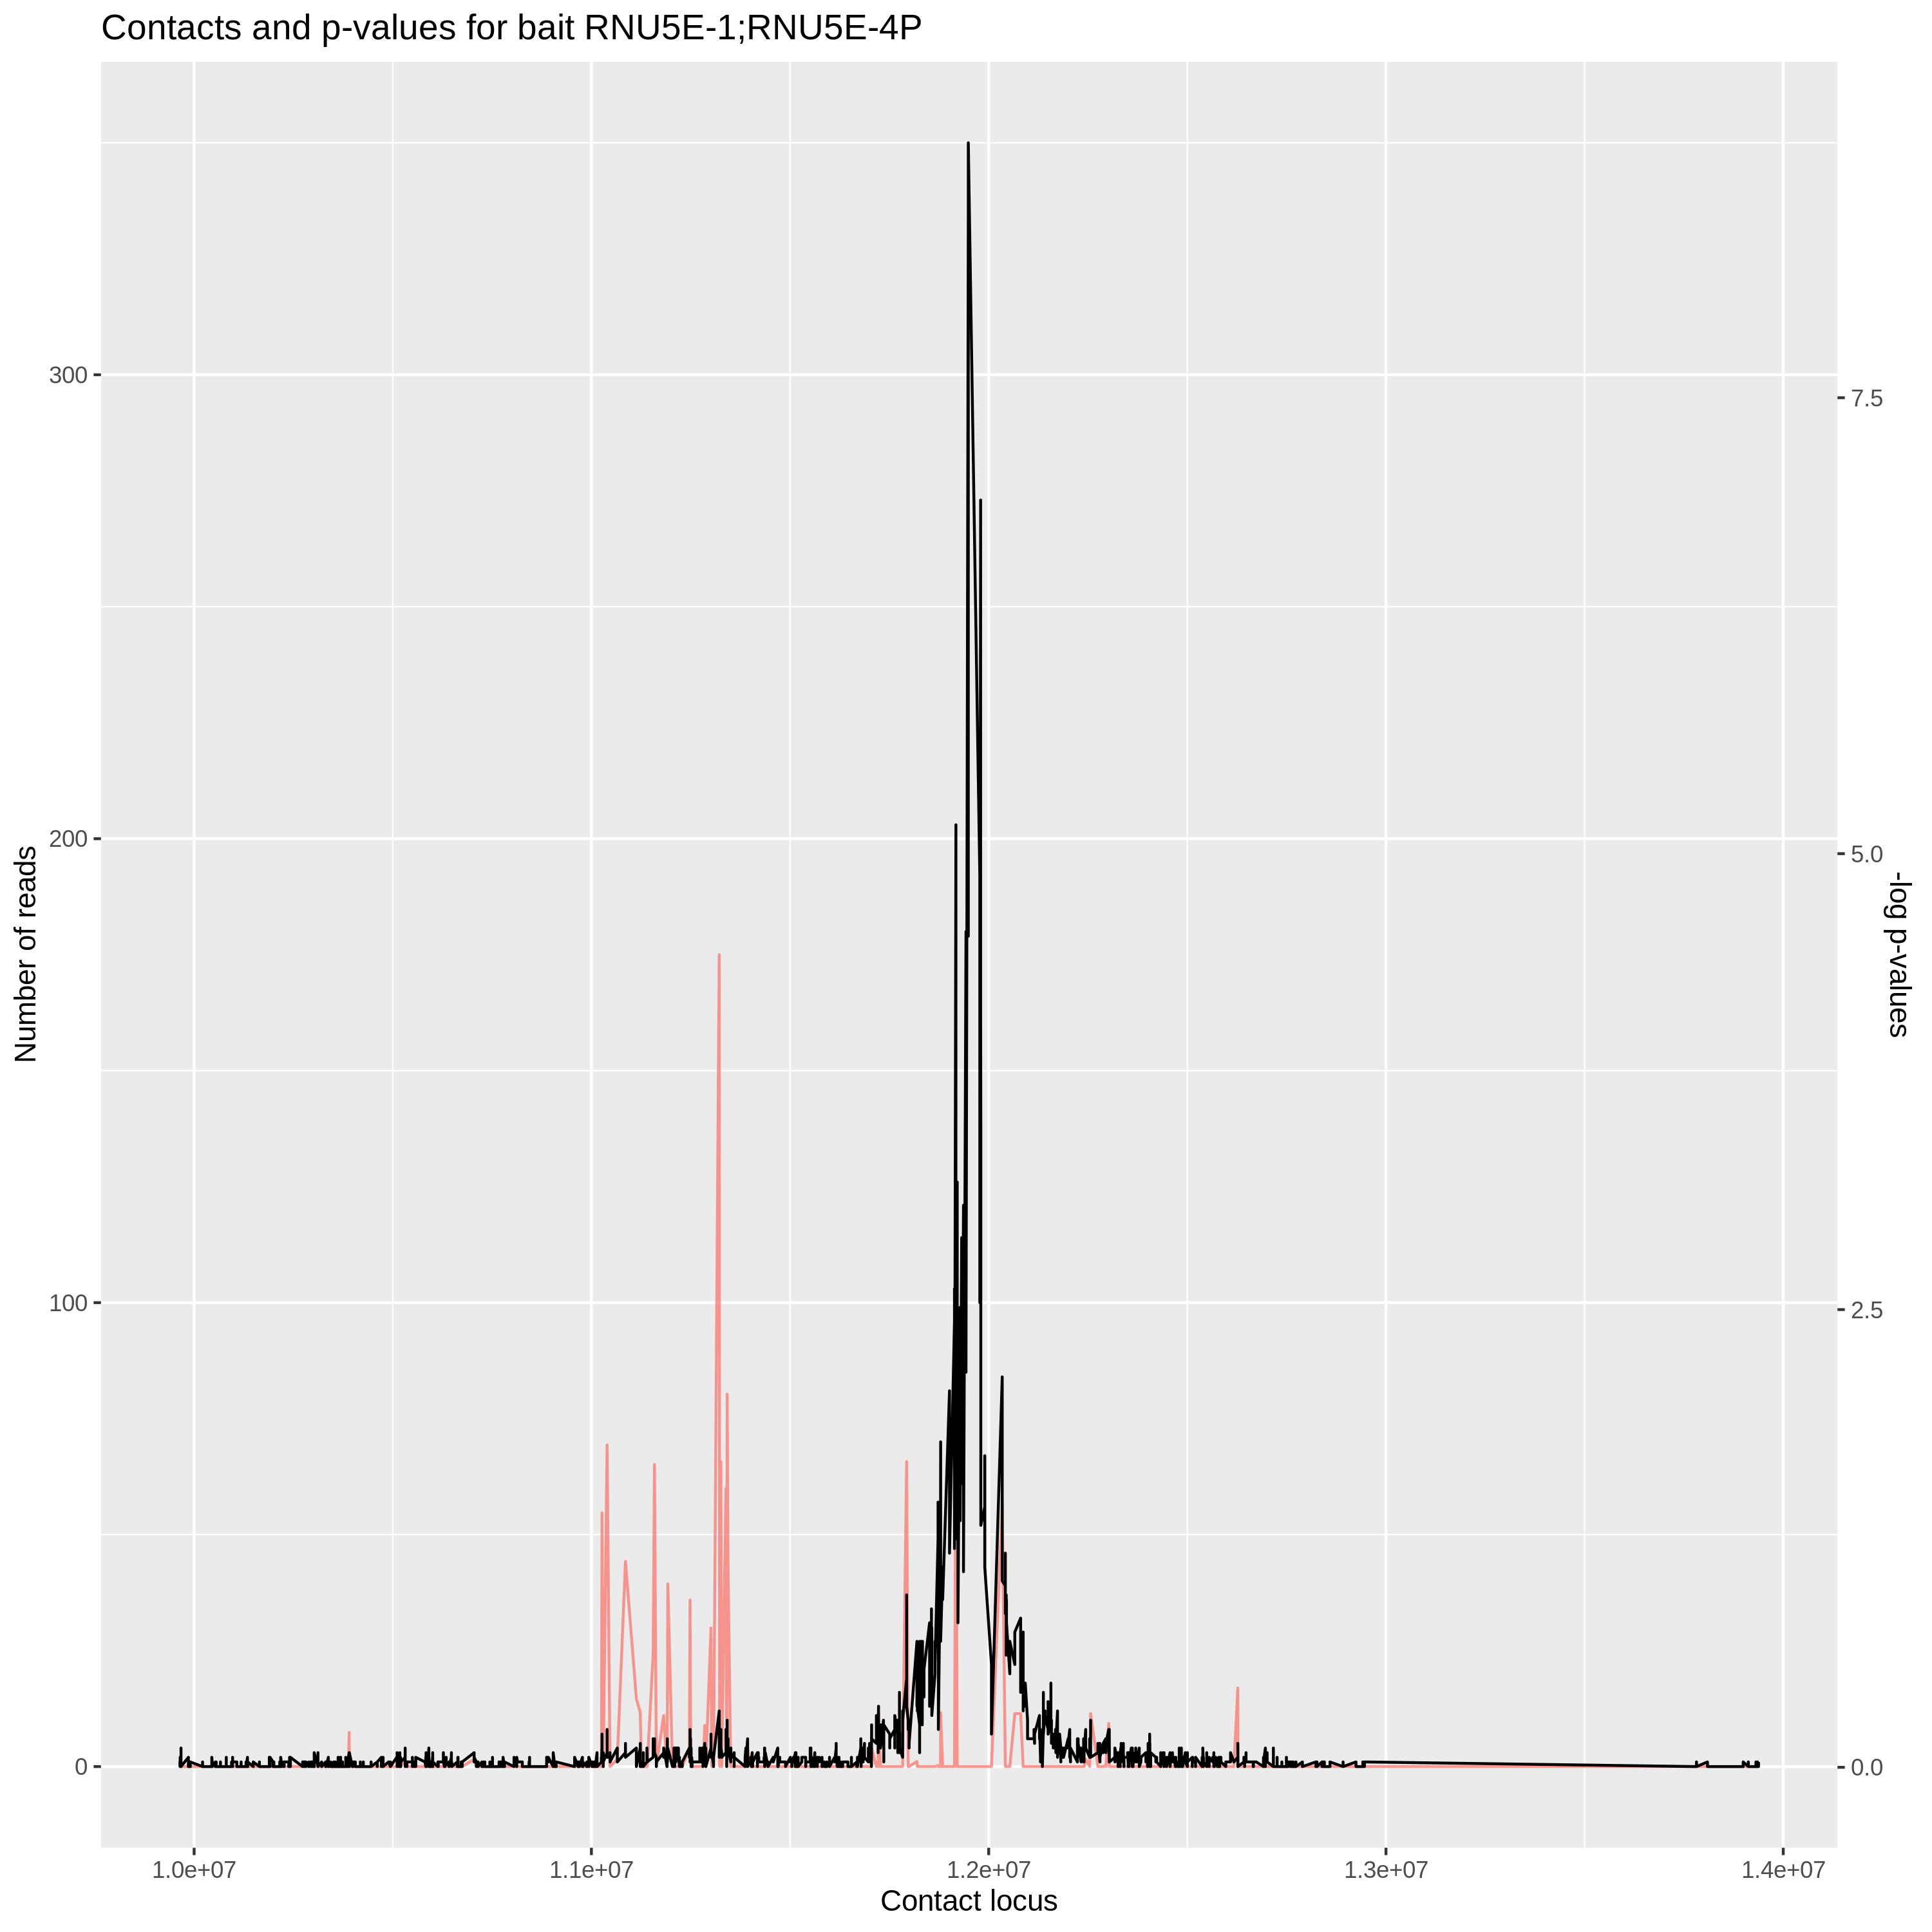 Contacts and p-values for bait RNU5E-1;RNU5E-4P
300
200
100
0
Number of reads
7.5
5.0
2.5
0.0
-log p-values
1.0e+07
1.1e+07
1.2e+07
1.3e+07
1.4e+07
Contact locus